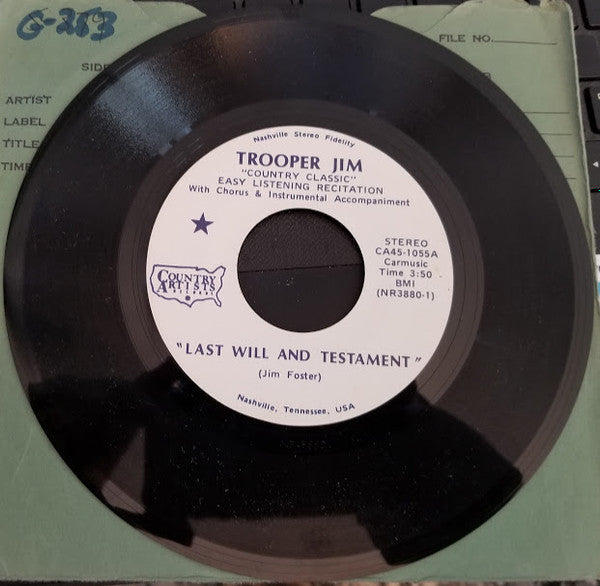 G-253
FILE NO.
SIDE
ARTIST
LABEL
TITLE
TIME
Nashville Stereo Fidelity
TROOPER JIM
"COUNTRY CLASSIC"
EASY LISTENING RECITATION
With Chorus & Instrumental Accompaniment
STEREO
CA45-1055A
Carmusic
Time 3:50
BMI
(NR3880-1)
COUNTRY
ARTISTS
RECORDS
"LAST WILL AND TESTAMENT"
(Jim Foster)
Nashville, Tennessee, USA